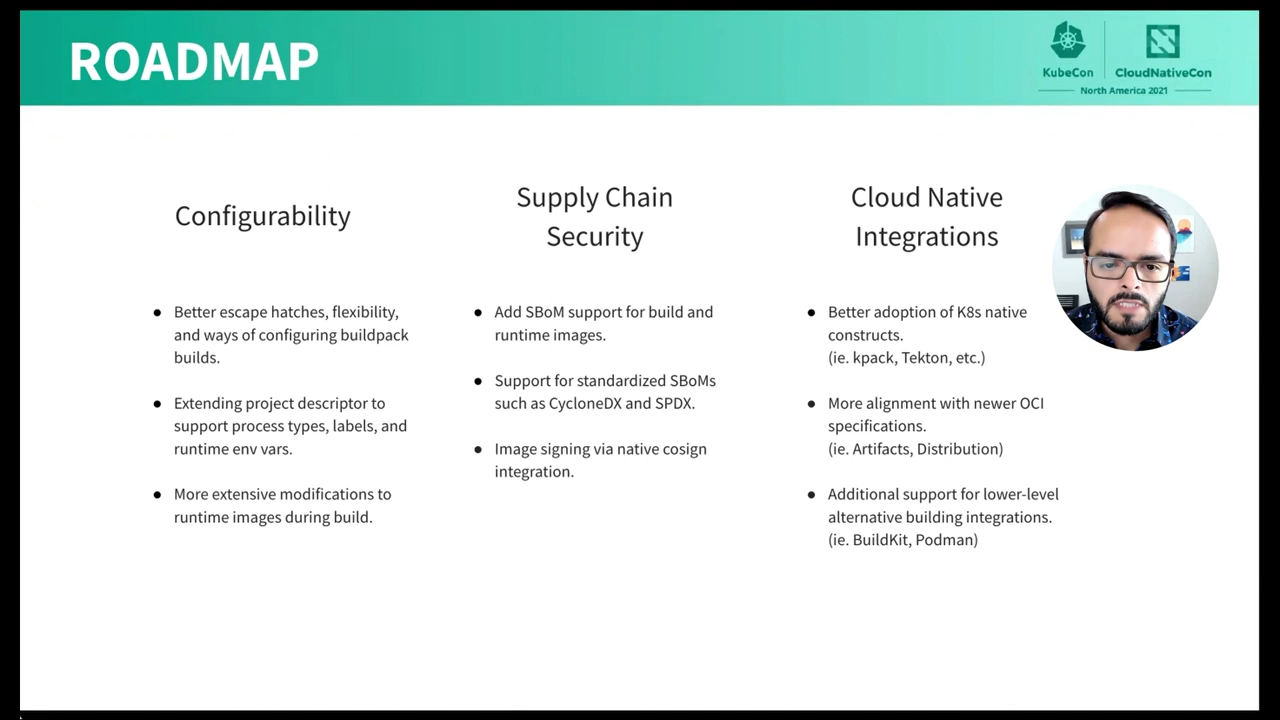 ROADMAP
KubeCon
CloudNativeCon
North America 2021
Configurability
Better escape hatches, flexibility,
and ways of configuring buildpack
builds.
Extending project descriptor to
support process types, labels, and
runtime env vars.
More extensive modifications to
runtime images during build.
Supply Chain
Security
Add SBoM support for build and
runtime images.
Support for standardized SBoMs
such as CycloneDX and SPDX.
Image signing via native cosign
integration.
Cloud Native
Integrations
Better adoption of K8s native
constructs.
(ie. kpack, Tekton, etc.)
More alignment with newer OCI
specifications.
(ie. Artifacts, Distribution)
Additional support for lower-level
alternative building integrations.
(ie. BuildKit, Podman)